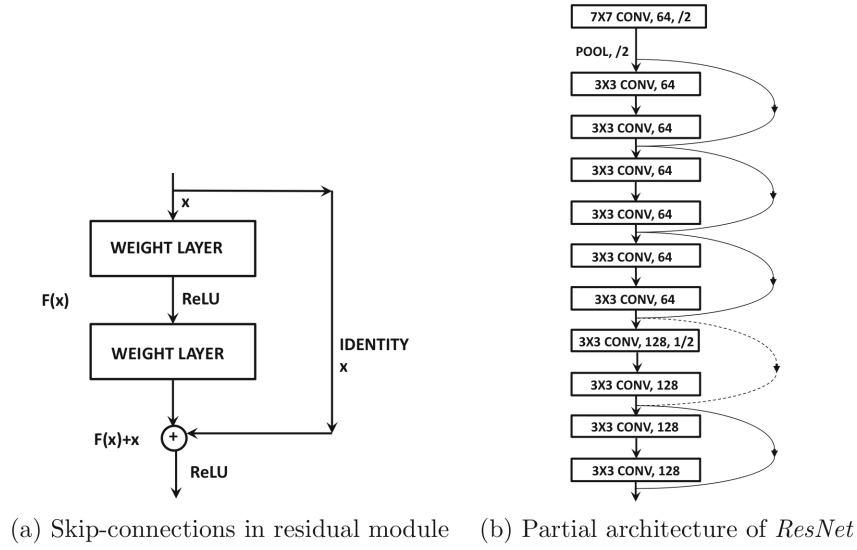 x
WEIGHT LAYER
F(x)
ReLU
WEIGHT LAYER
IDENTITY
x
+
F(x)+x
ReLU
(a) Skip-connections in residual module
7X7 CONV, 64, /2
POOL, /2
3X3 CONV, 64
3X3 CONV, 64
3X3 CONV, 64
3X3 CONV, 64
3X3 CONV, 64
3X3 CONV, 64
3X3 CONV, 128, 1/2
3X3 CONV, 128
3X3 CONV, 128
3X3 CONV, 128
(b) Partial architecture of ResNet